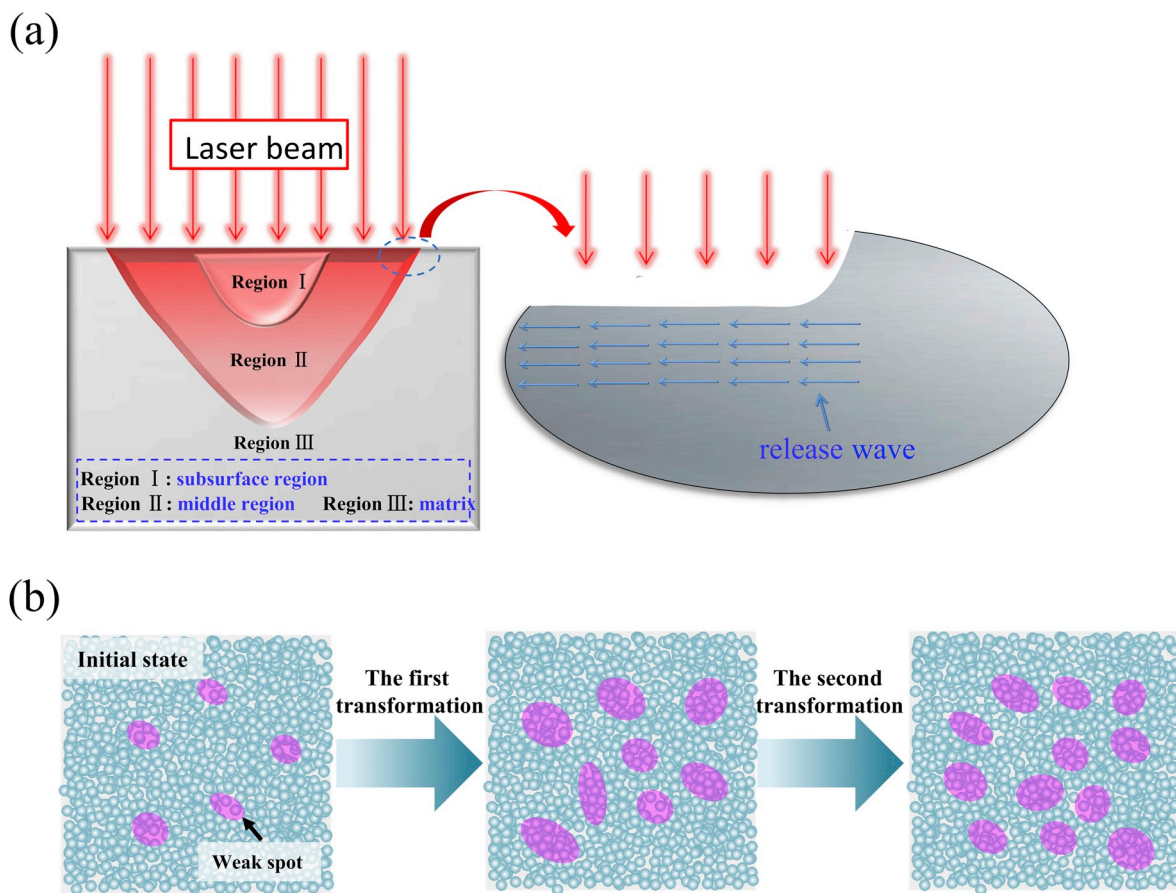 (a)
Laser beam
Region Ⅰ
Region Ⅱ
Region Ⅲ
Region Ⅰ : subsurface region
Region Ⅱ : middle region Region Ⅲ: matrix
release wave
(b)
Initial state
Weak spot
The first
transformation
The second
transformation